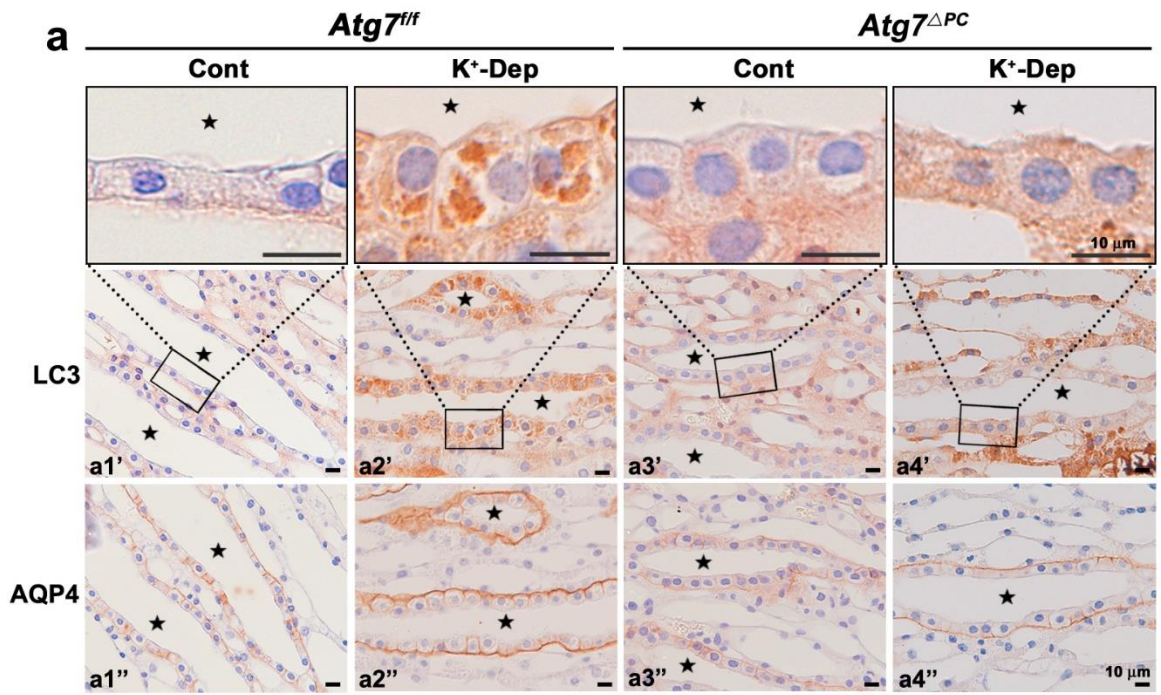 a
Atg7f/f Atg7△PC
Cont K+-Dep Cont K+-Dep
10 μm
LC3
a1’ a2’ a3’ a4’
AQP4
10 μm
a1” a2” a3” a4”